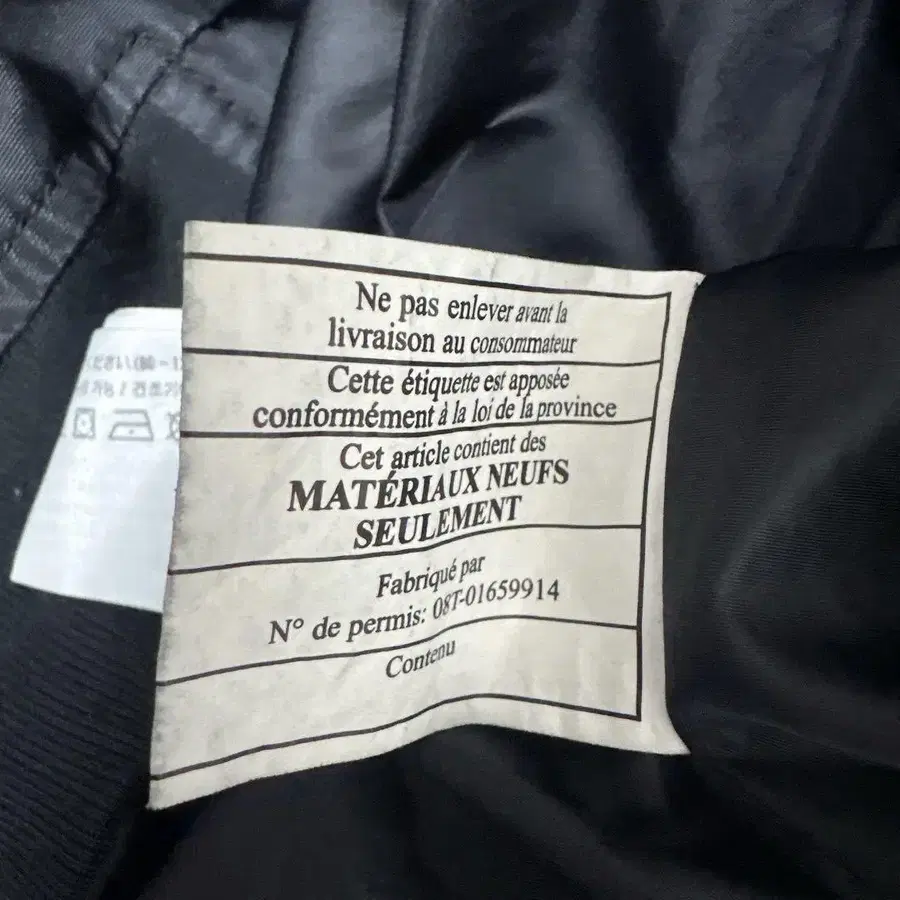 Ne pas enlever avant la
livraison au consommateur
Cette étiquette est apposée
conformément à la loi de la province
Cet article contient des
MATÉRIAUX NEUFS
SEULEMENT
Fabriqué par
N° de permis: 08T-01659914
Contenu